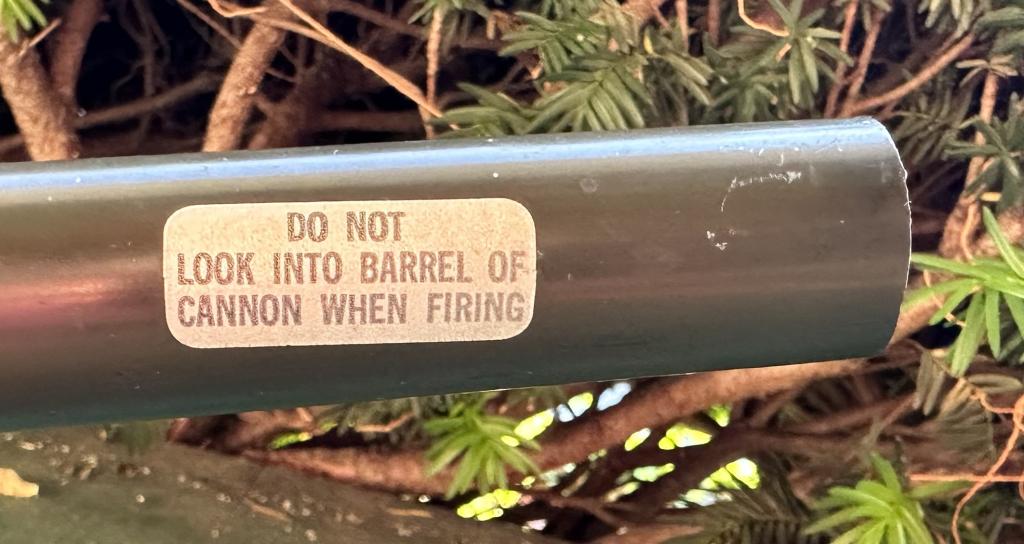 DO NOT
LOOK INTO BARREL OF
CANNON WHEN FIRING